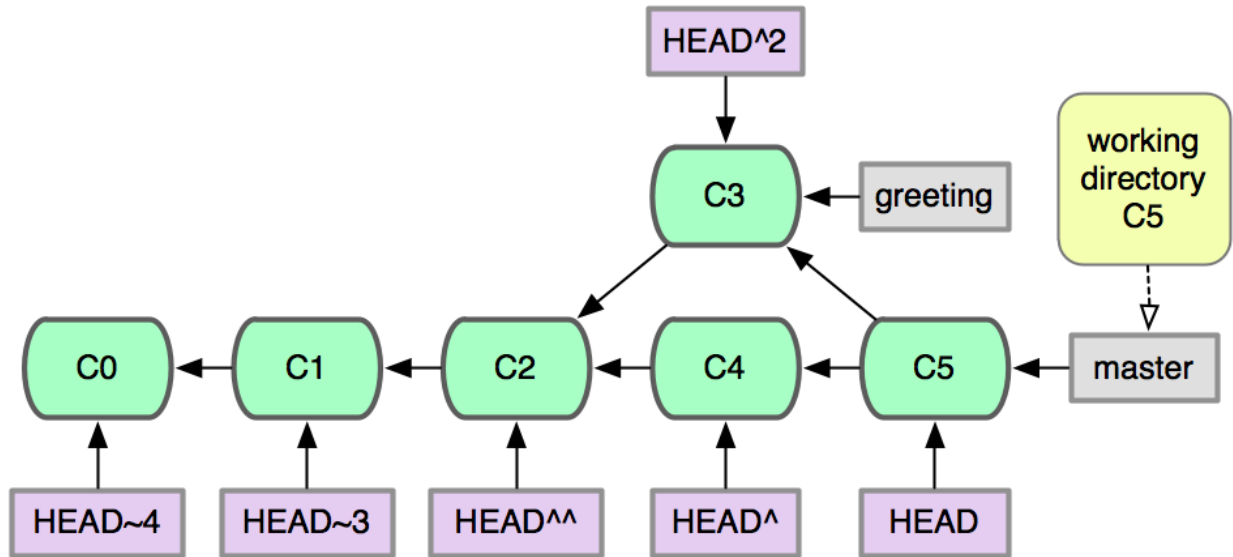 HEAD^2
working
directory
C5
C3
greeting
C0
C1
C2
C4
C5
master
HEAD~4
HEAD~3
HEAD^^
HEAD^
HEAD